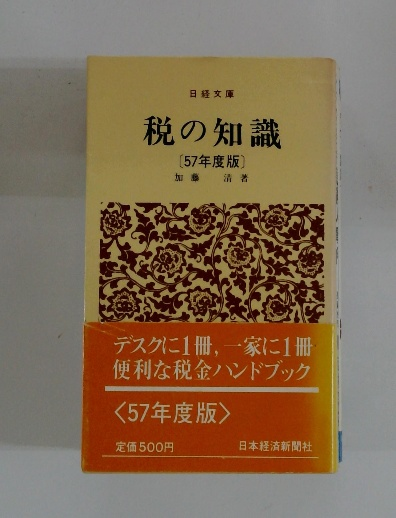 日経文庫
税の知識
〔57年度版〕
加藤 清著
デスクに1冊,一家に1冊
便利な税金ハンドブック
〈57年度版〉
定価500円 日本経済新聞社